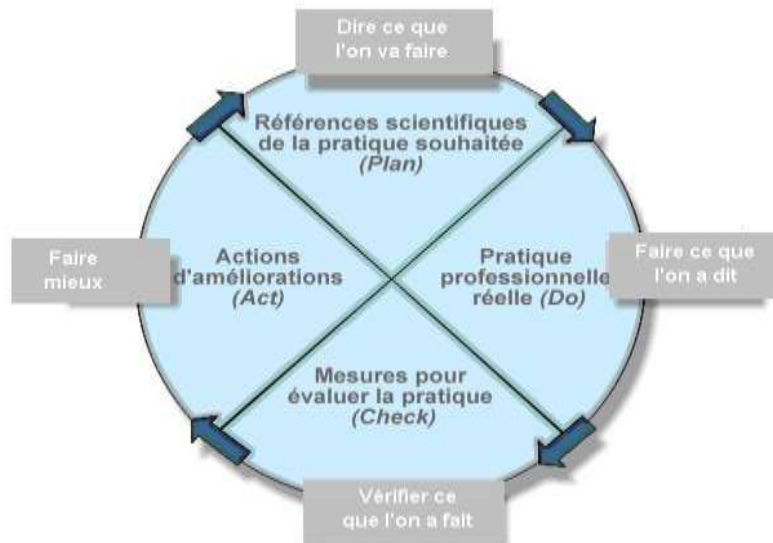 Dire ce que
l'on va faire
Références scientifiques
de la pratique souhaitée
(Plan)
Faire
mieux
Actions
d'améliorations
(Act)
Pratique
professionnelle
réelle (Do)
Faire ce que
l'on a dit
Mesures pour
évaluer la pratique
(Check)
Vérifier ce
que l'on a fait